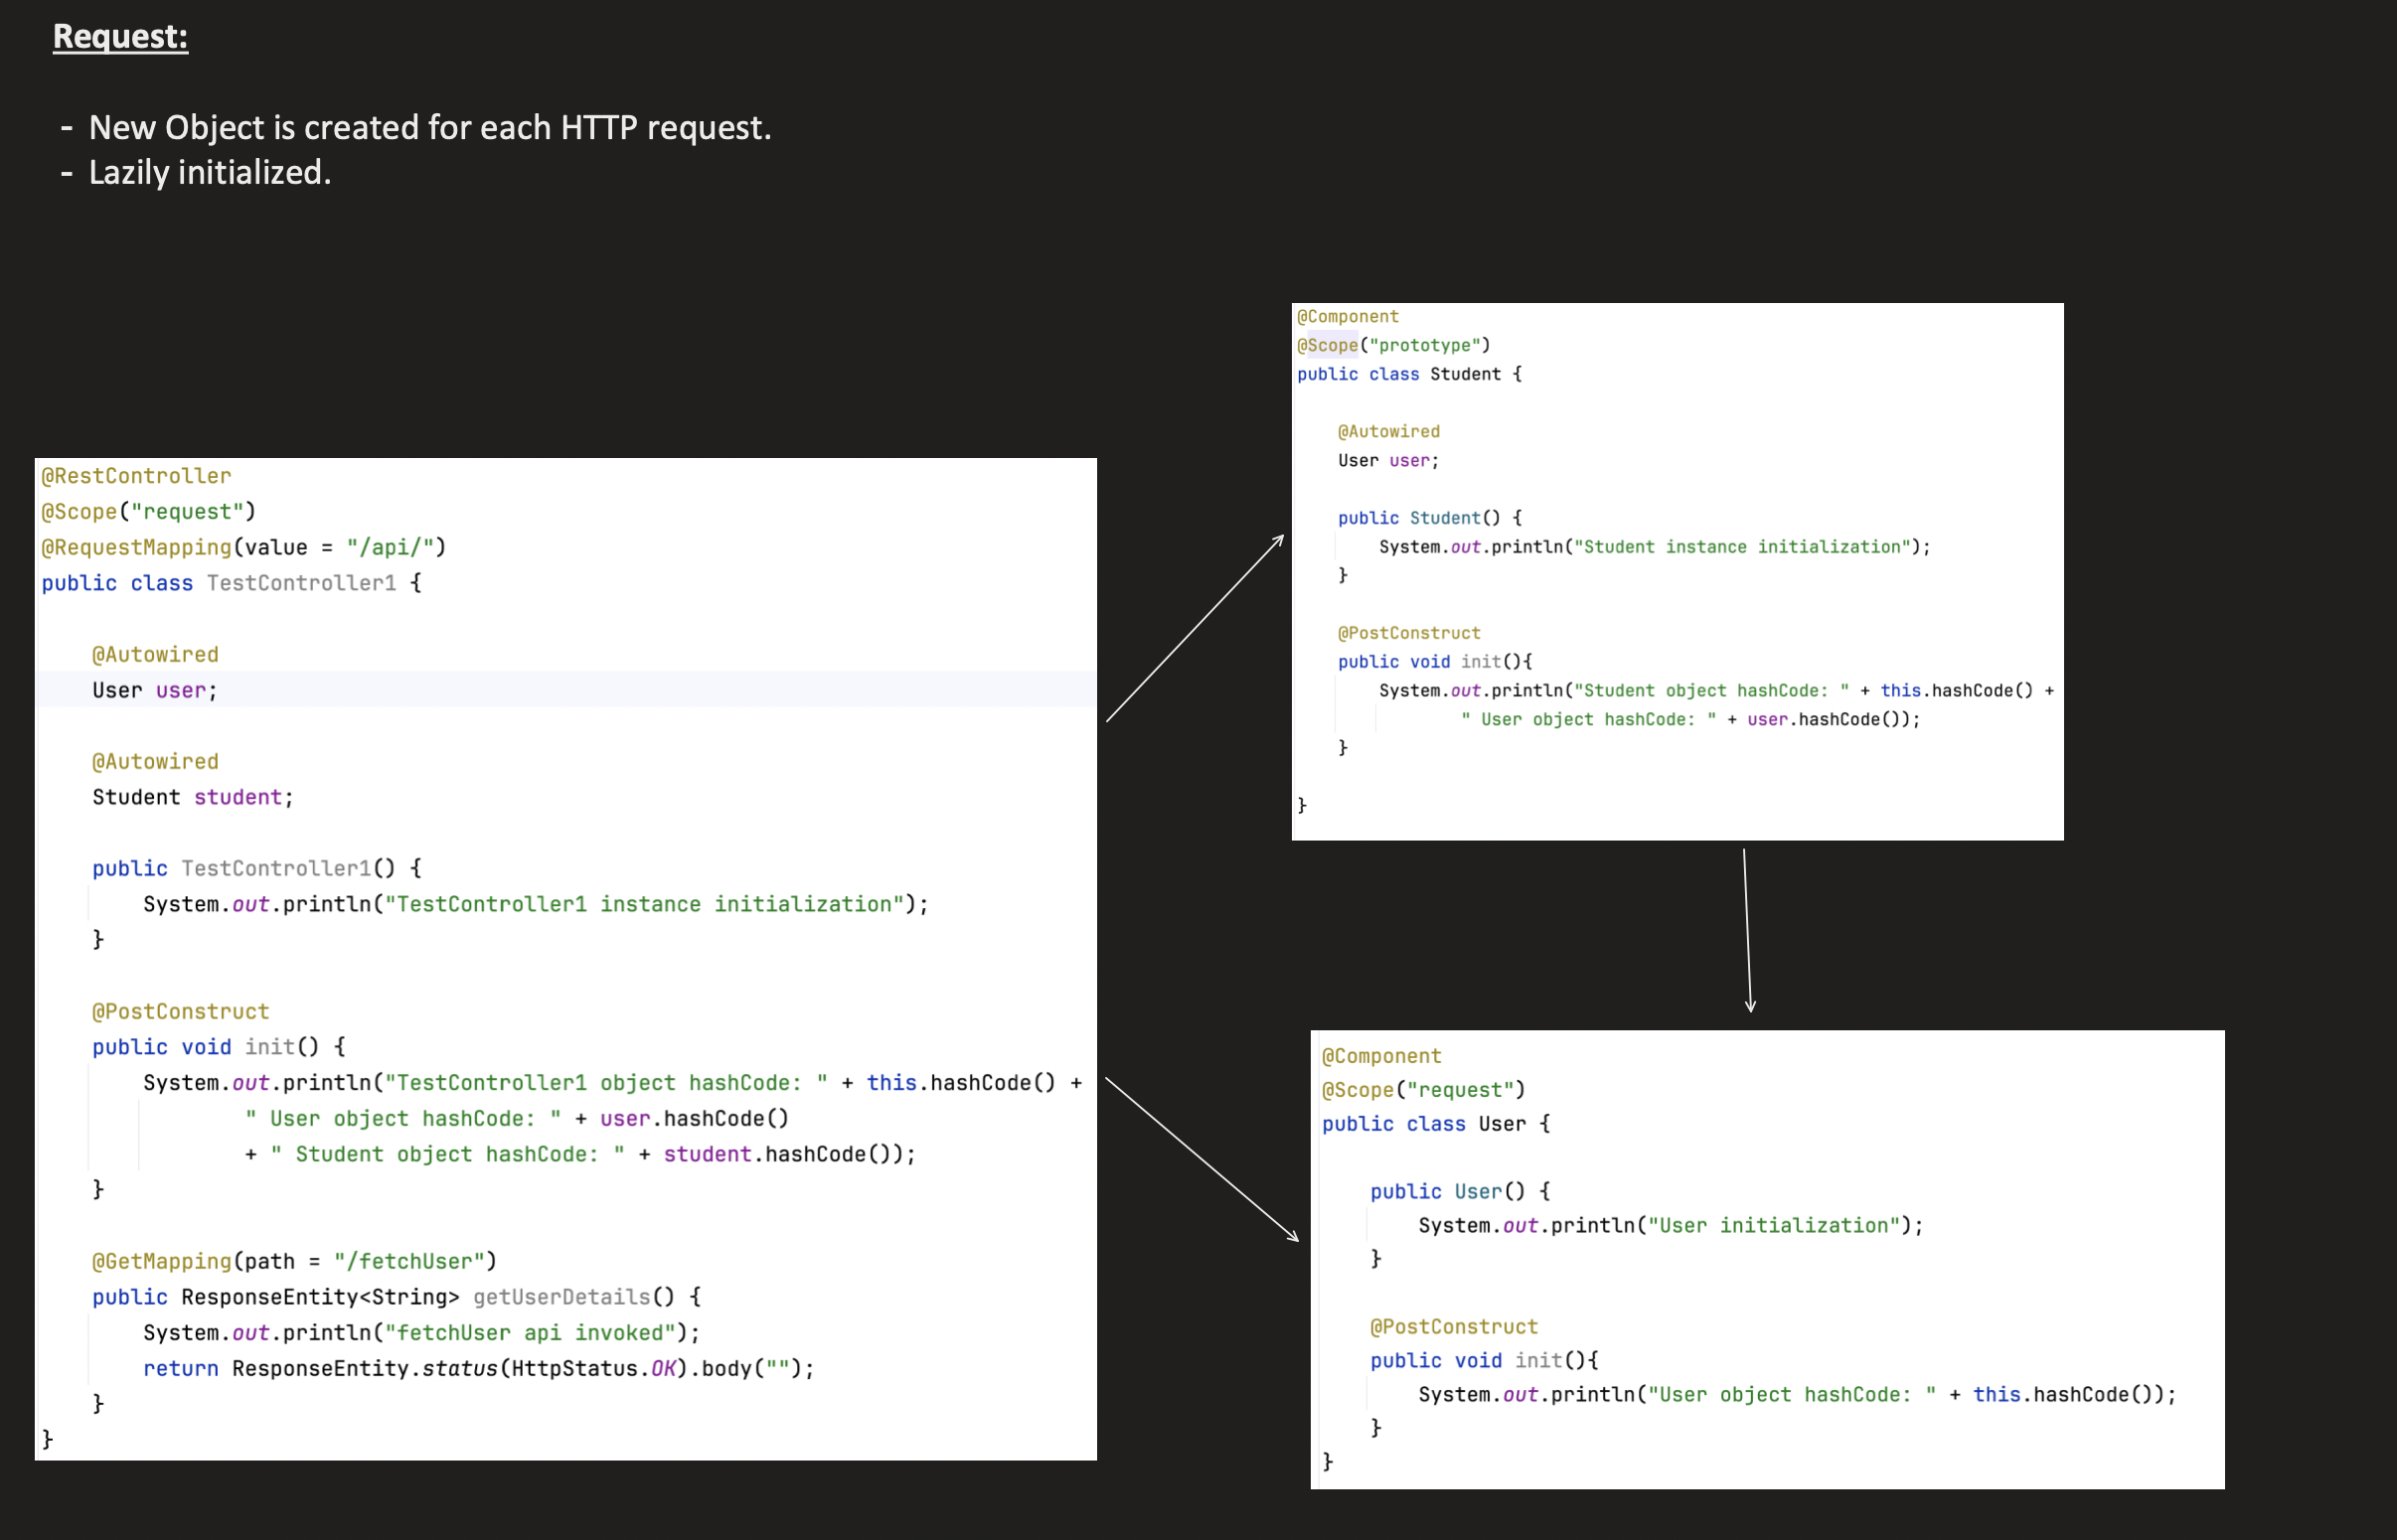 Request:
- New Object is created for each HTTP request.
- Lazily initialized.
@RestController
@Scope("request")
@RequestMapping(value = "/api/")
public class TestController1 {
@Autowired
User user;
@Autowired
Student student;
public TestController1() {
System.out.println("TestController1 instance initialization");
}
@PostConstruct
public void init() {
System.out.println("TestController1 object hashCode: " + this.hashCode() +
" User object hashCode: " + user.hashCode()
+ " Student object hashCode: " + student.hashCode());
}
@GetMapping(path = "/fetchUser")
public ResponseEntity<String> getUserDetails() {
System.out.println("fetchUser api invoked");
return ResponseEntity.status(HttpStatus.OK).body("");
}
}
@Component
@Scope("prototype")
public class Student {
@Autowired
User user;
public Student() {
System.out.println("Student instance initialization");
}
@PostConstruct
public void init(){
System.out.println("Student object hashCode: " + this.hashCode() +
" User object hashCode: " + user.hashCode());
}
}
@Component
@Scope("request")
public class User {
public User() {
System.out.println("User initialization");
}
@PostConstruct
public void init(){
System.out.println("User object hashCode: " + this.hashCode());
}
}